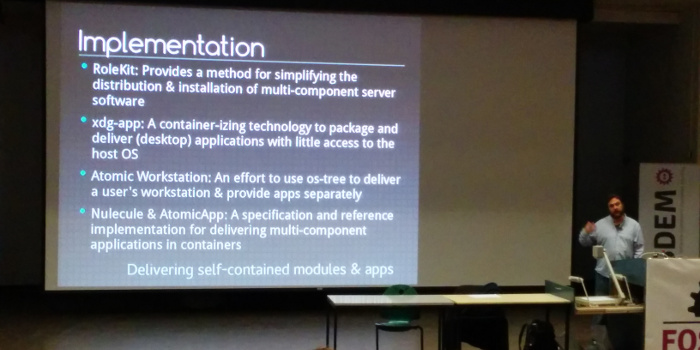 Implementation
RoleKit: Provides a method for simplifying the
distribution & installation of multi-component server
software
xdg-app: A container-izing technology to package and
deliver (desktop) applications with little access to the
host OS
Atomic Workstation: An effort to use os-tree to deliver
a user's workstation & provide apps separately
Nulecule & AtomicApp: A specification and reference
implementation for delivering multi-component
applications in containers
Delivering self-contained modules & apps
DEM
FOS